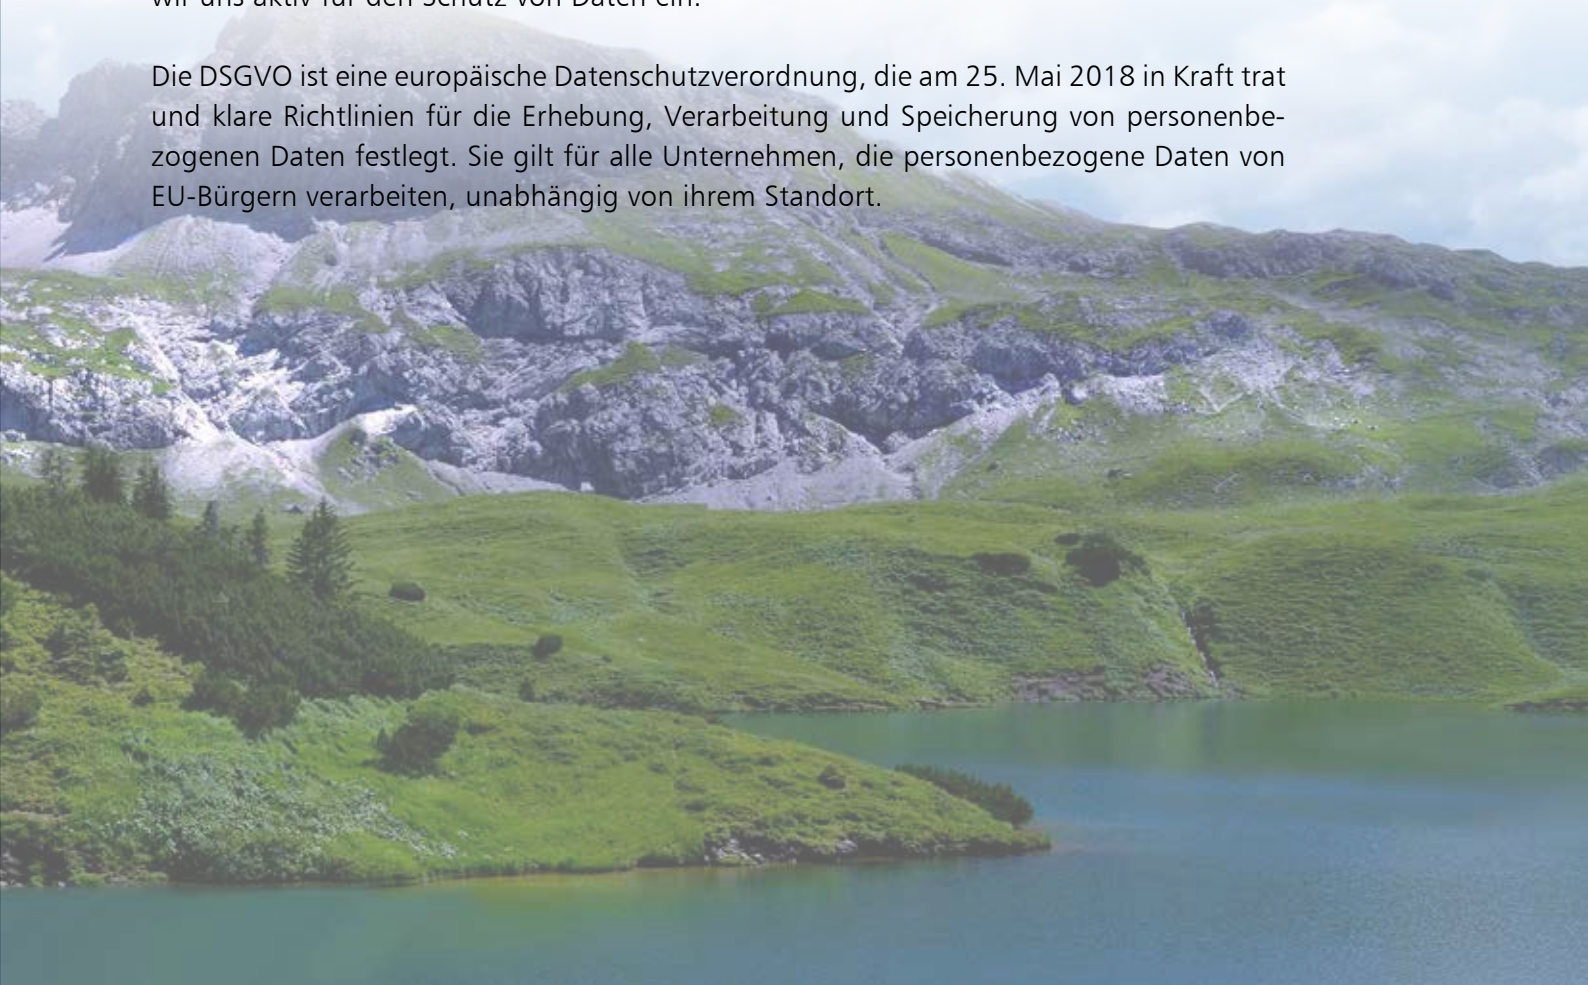 wir uns aktiv für den Schutz von Daten ein.
Die DSGVO ist eine europäische Datenschutzverordnung, die am 25. Mai 2018 in Kraft trat
und klare Richtlinien für die Erhebung, Verarbeitung und Speicherung von personenbe-
zogenen Daten festlegt. Sie gilt für alle Unternehmen, die personenbezogene Daten von
EU-Bürgern verarbeiten, unabhängig von ihrem Standort.